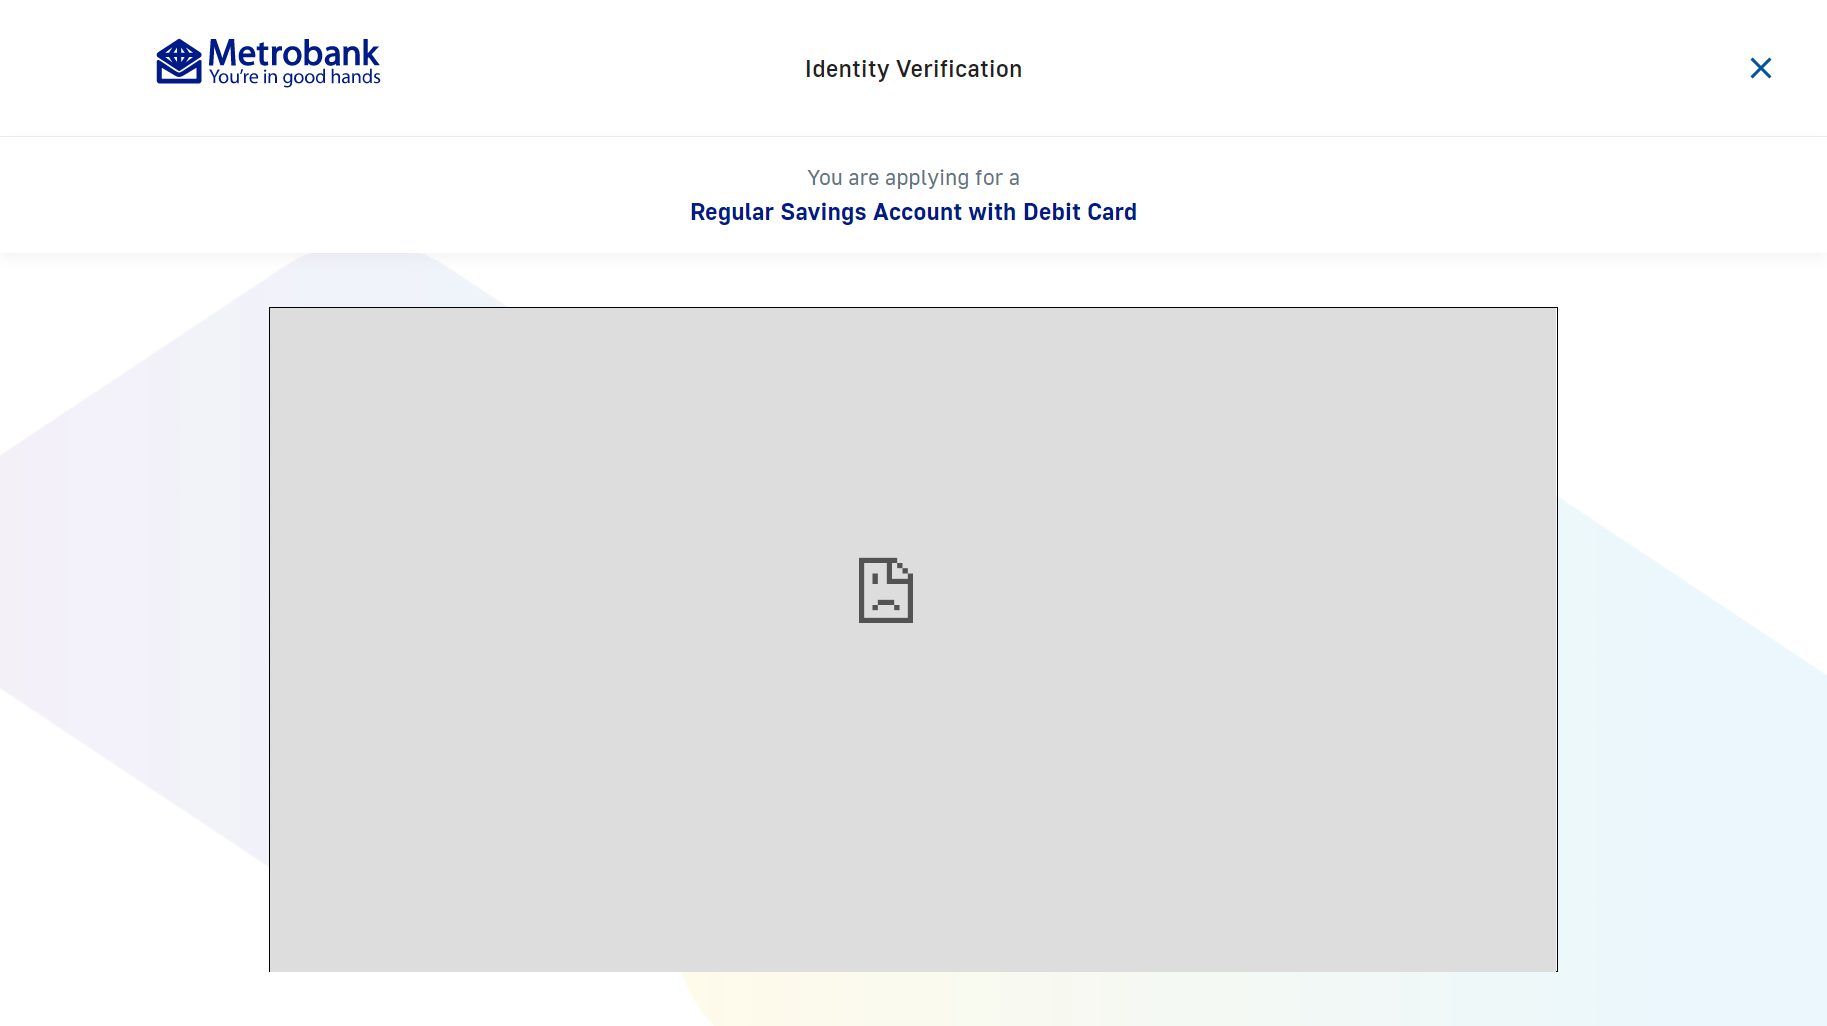 Metrobank
You're in good hands
Identity Verification
You are applying for a
Regular Savings Account with Debit Card